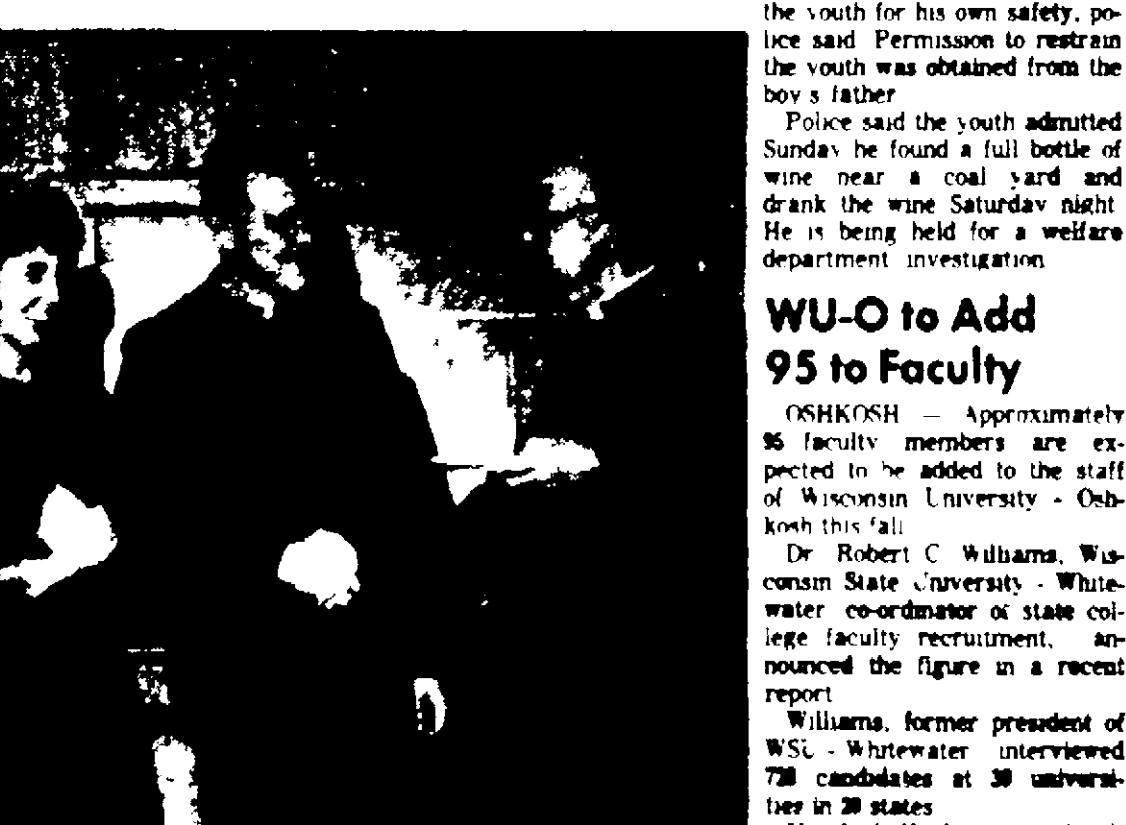 the youth for his own safety, po-
lice said Permission to restrain
the youth was obtained from the
boy s father
Police said the youth admitted
Sunday he found a full bottle of
wine near a coal yard and
drank the wine Saturday night
He is being held for a welfare
department investigation
WU-O to Add
95 to Faculty
OSHKOSH — Approximately
95 faculty members are ex-
pected to be added to the staff
of Wisconsin University - Osh-
kosh this fall
Dr Robert C Williams, Wis-
consin State University - White-
water co-ordinator of state col-
lege faculty recruitment, an-
nounced the figure in a recent
report
Williams, former president of
WSU - Whitewater interviewed
candidates at universi-
ties in 20 states